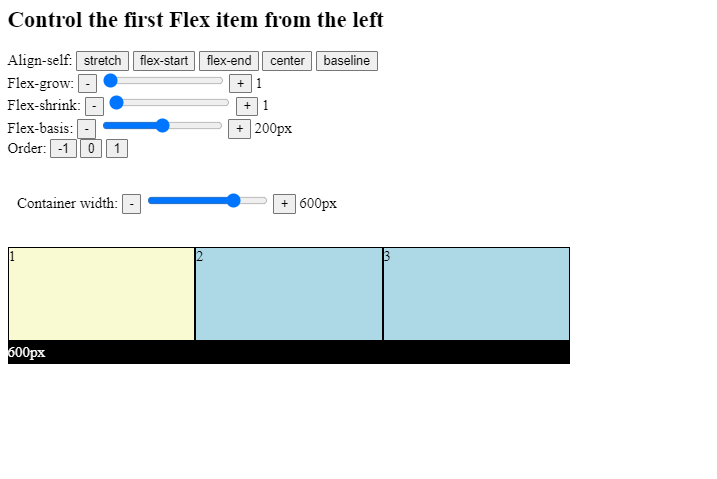 Control the first Flex item from the left
Align-self: stretch flex-start flex-end center baseline
Flex-grow: - + 1
Flex-shrink: - + 1
Flex-basis: - + 200px
Order: -1 0 1
Container width: - + 600px
1 2 3
600px